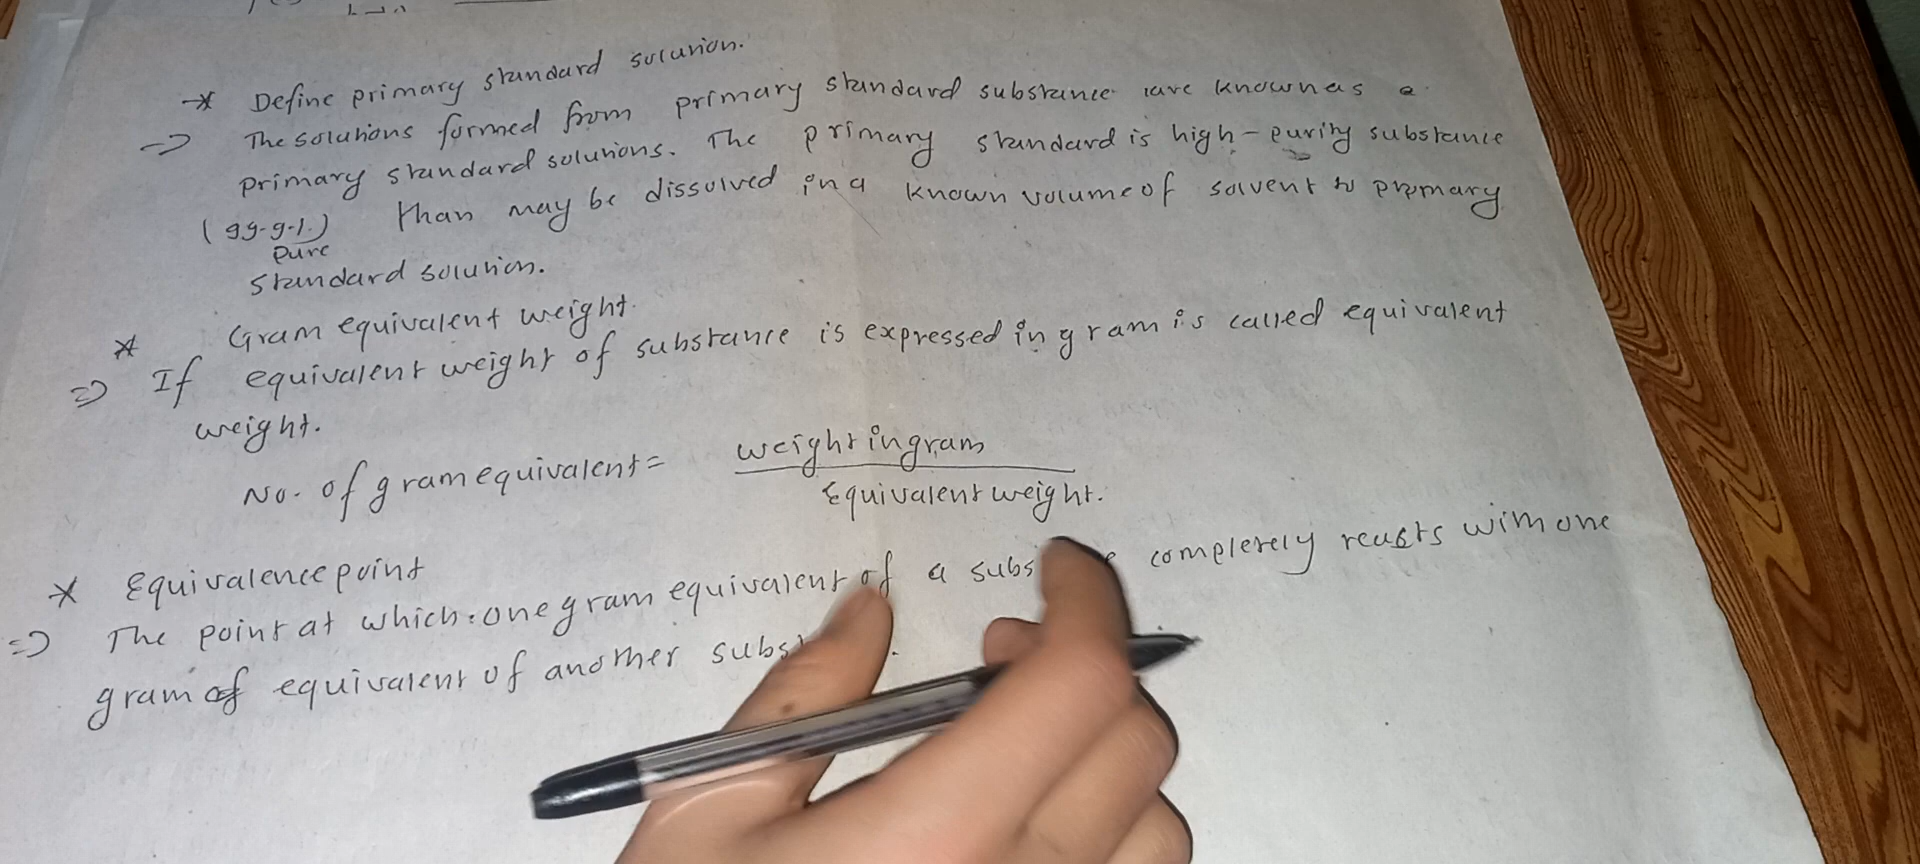 * Define primary standard solution.
=> The solutions formed from primary standard substance are known as a
primary standard solutions. The primary standard is high-purity substance
(99.9%) than may be dissolved in a known volume of solvent to primary
pure
standard solution.
* Gram equivalent weight.
=> If equivalent weight of substance is expressed in gram is called equivalent
weight.
No. of gram equivalent = weight in gram
Equivalent weight.
* Equivalence point
=> The point at which one gram equivalent of a subs completely reacts with one
gram of equivalent of another subs